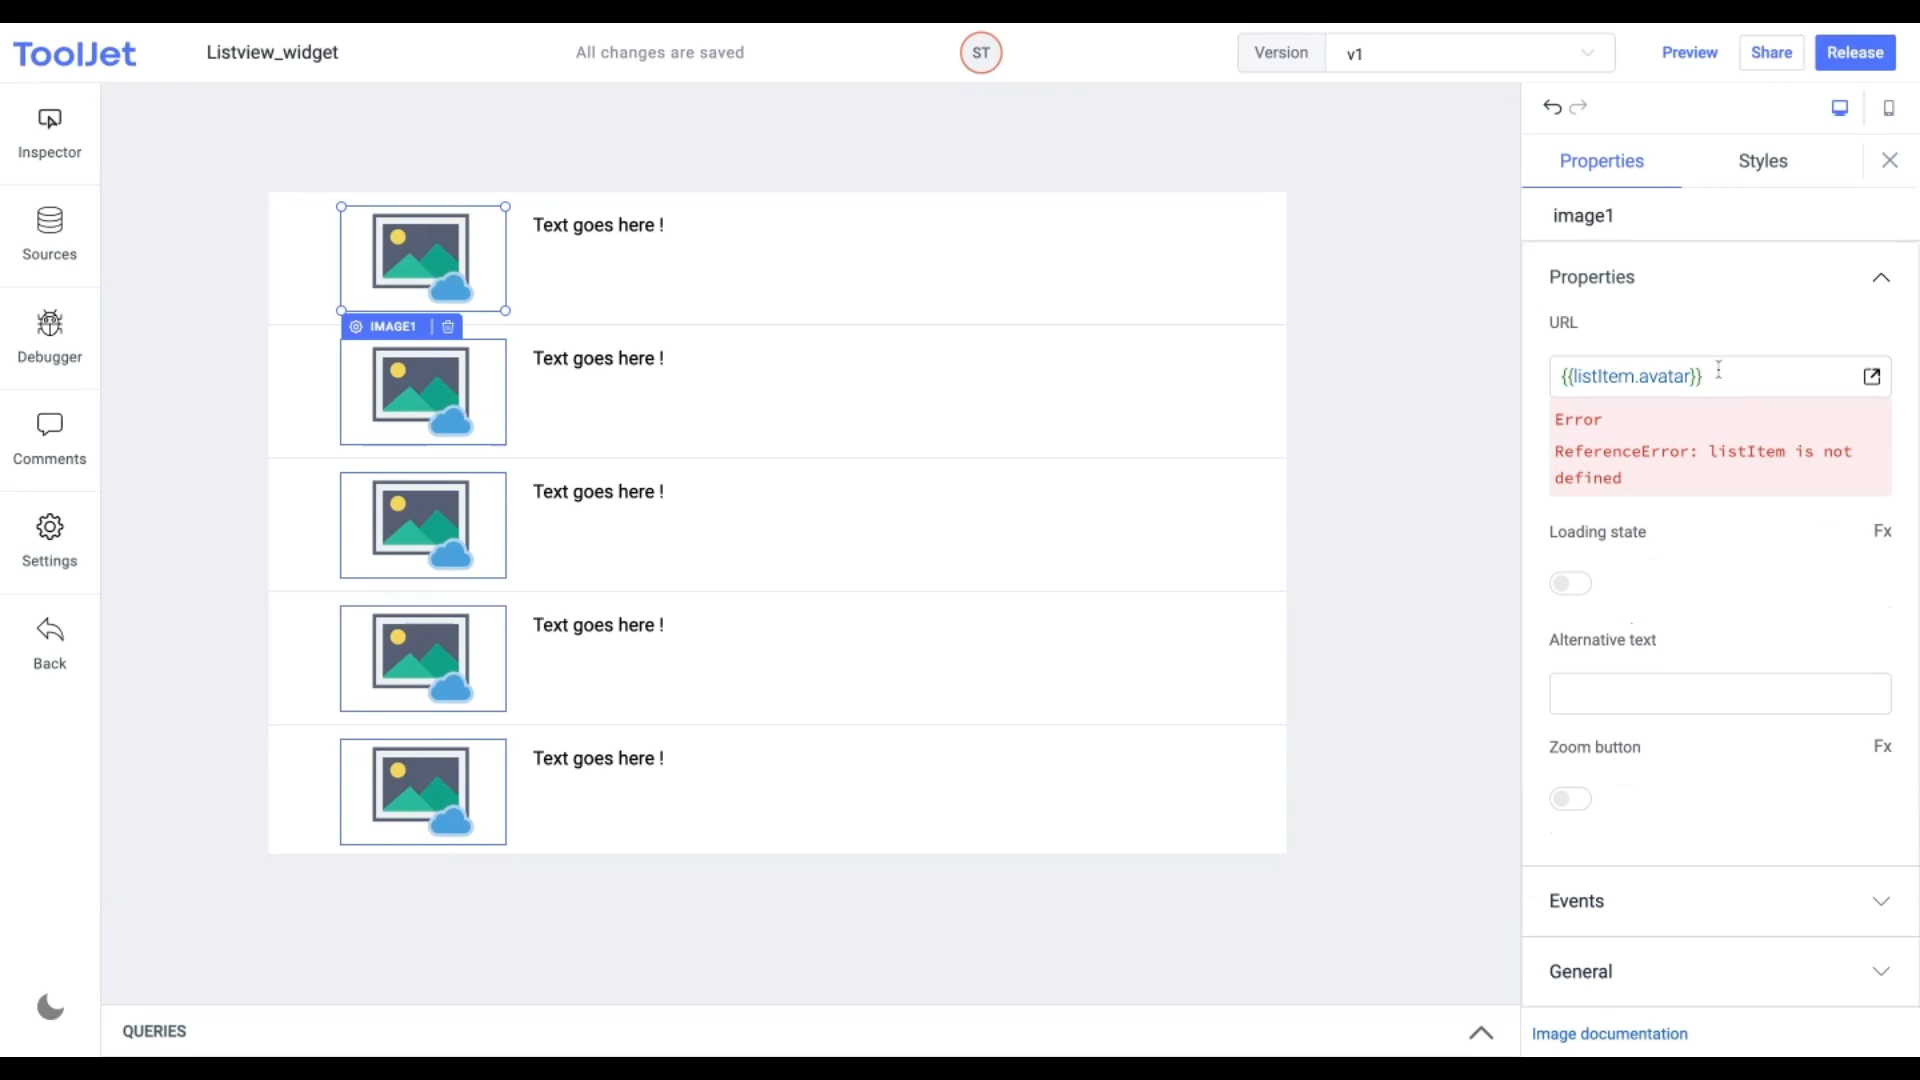 ToolJet
Listview_widget
All changes are saved
ST
Version
v1
Preview
Share
Release
Inspector
Sources
Debugger
Comments
Settings
Back
Text goes here !
IMAGE1
Text goes here !
Text goes here !
Text goes here !
Text goes here !
QUERIES
Properties
Styles
image1
Properties
URL
{{listItem.avatar}}
Error
ReferenceError: listItem is not
defined
Loading state
Fx
Alternative text
Zoom button
Fx
Events
General
Image documentation